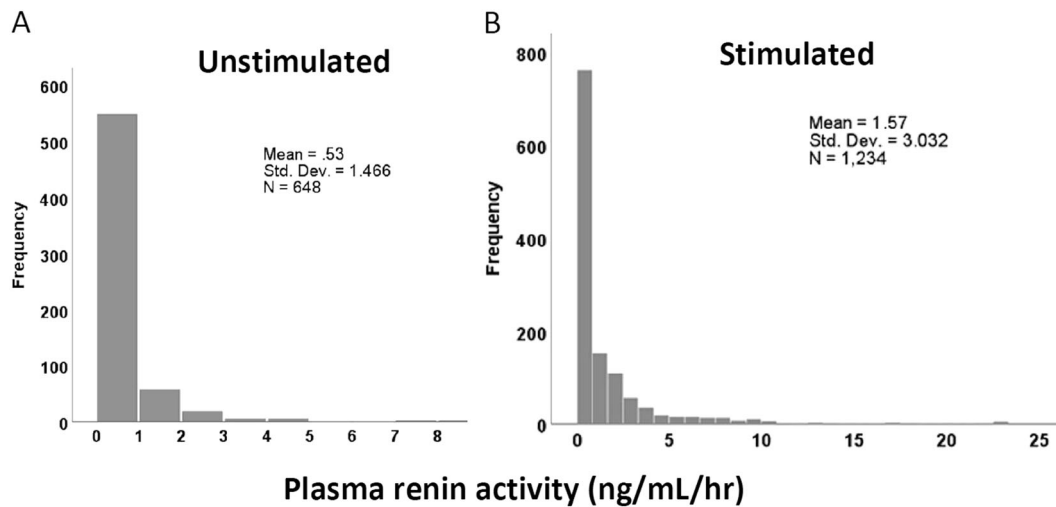 A
Unstimulated
600
500
400
300
200
100
0
Frequency
Mean = .53
Std. Dev. = 1.466
N = 648
0 1 2 3 4 5 6 7 8
B
Stimulated
800
600
400
200
0
Frequency
Mean = 1.57
Std. Dev. = 3.032
N = 1,234
0 5 10 15 20 25
Plasma renin activity (ng/mL/hr)